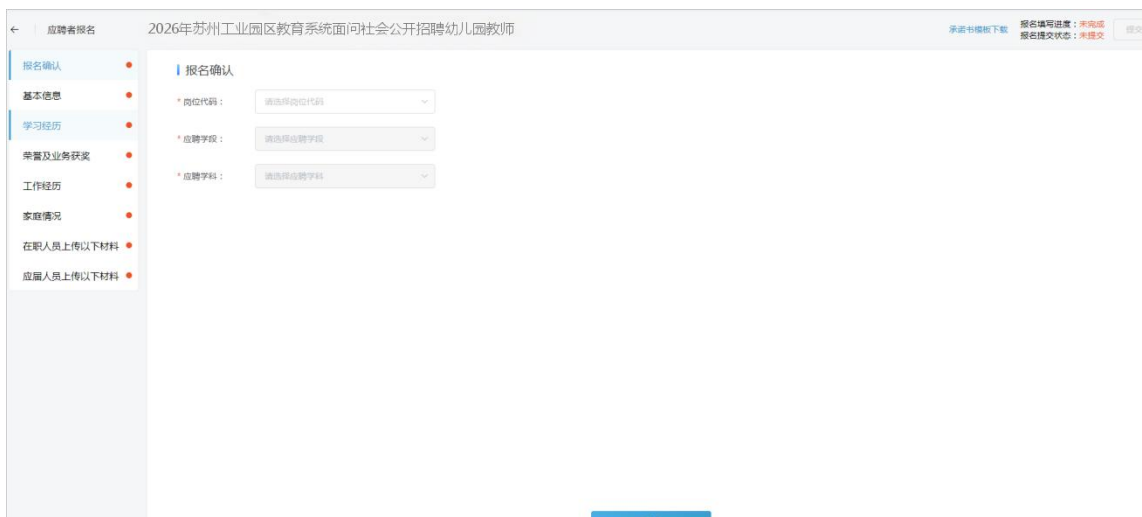 ← 应聘者报名
2026年苏州工业园区教育系统面向社会公开招聘幼儿园教师
承诺书模板下载
报名填写进度：未完成
报名提交状态：未提交
提交
报名确认
基本信息
学习经历
荣誉及业务获奖
工作经历
家庭情况
在职人员上传以下材料
应届人员上传以下材料
报名确认
* 岗位代码：
请选择岗位代码
* 应聘学段：
请选择应聘学段
* 应聘学科：
请选择应聘学科